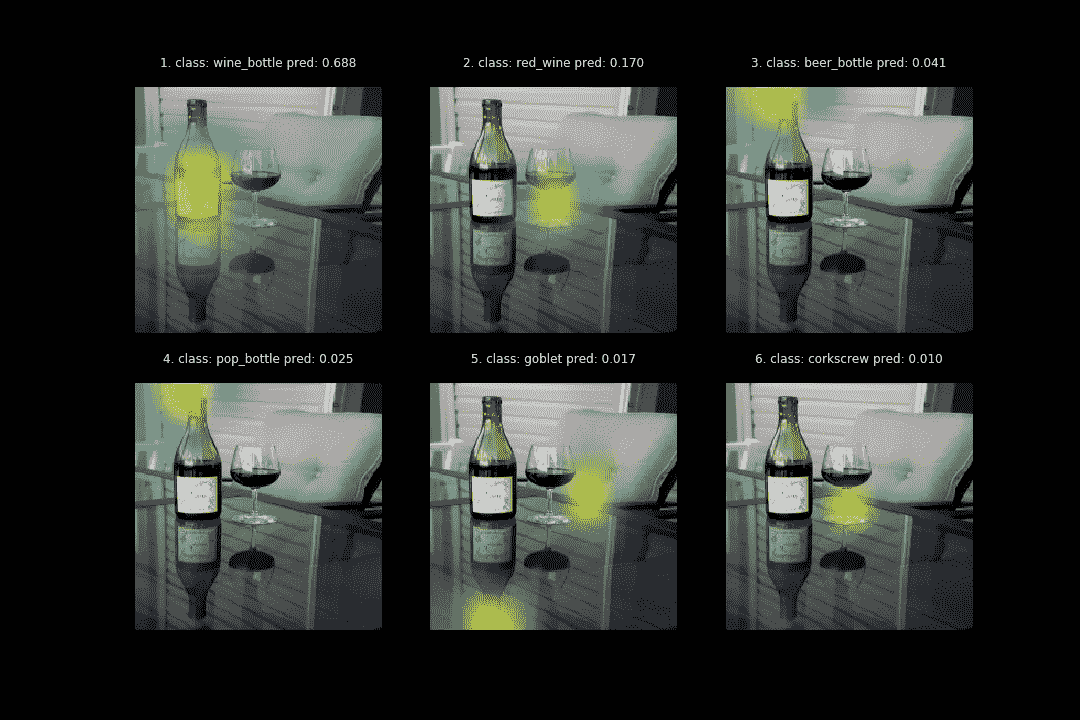 1. class: wine_bottle pred: 0.688
2. class: red_wine pred: 0.170
3. class: beer_bottle pred: 0.041
4. class: pop_bottle pred: 0.025
5. class: goblet pred: 0.017
6. class: corkscrew pred: 0.010